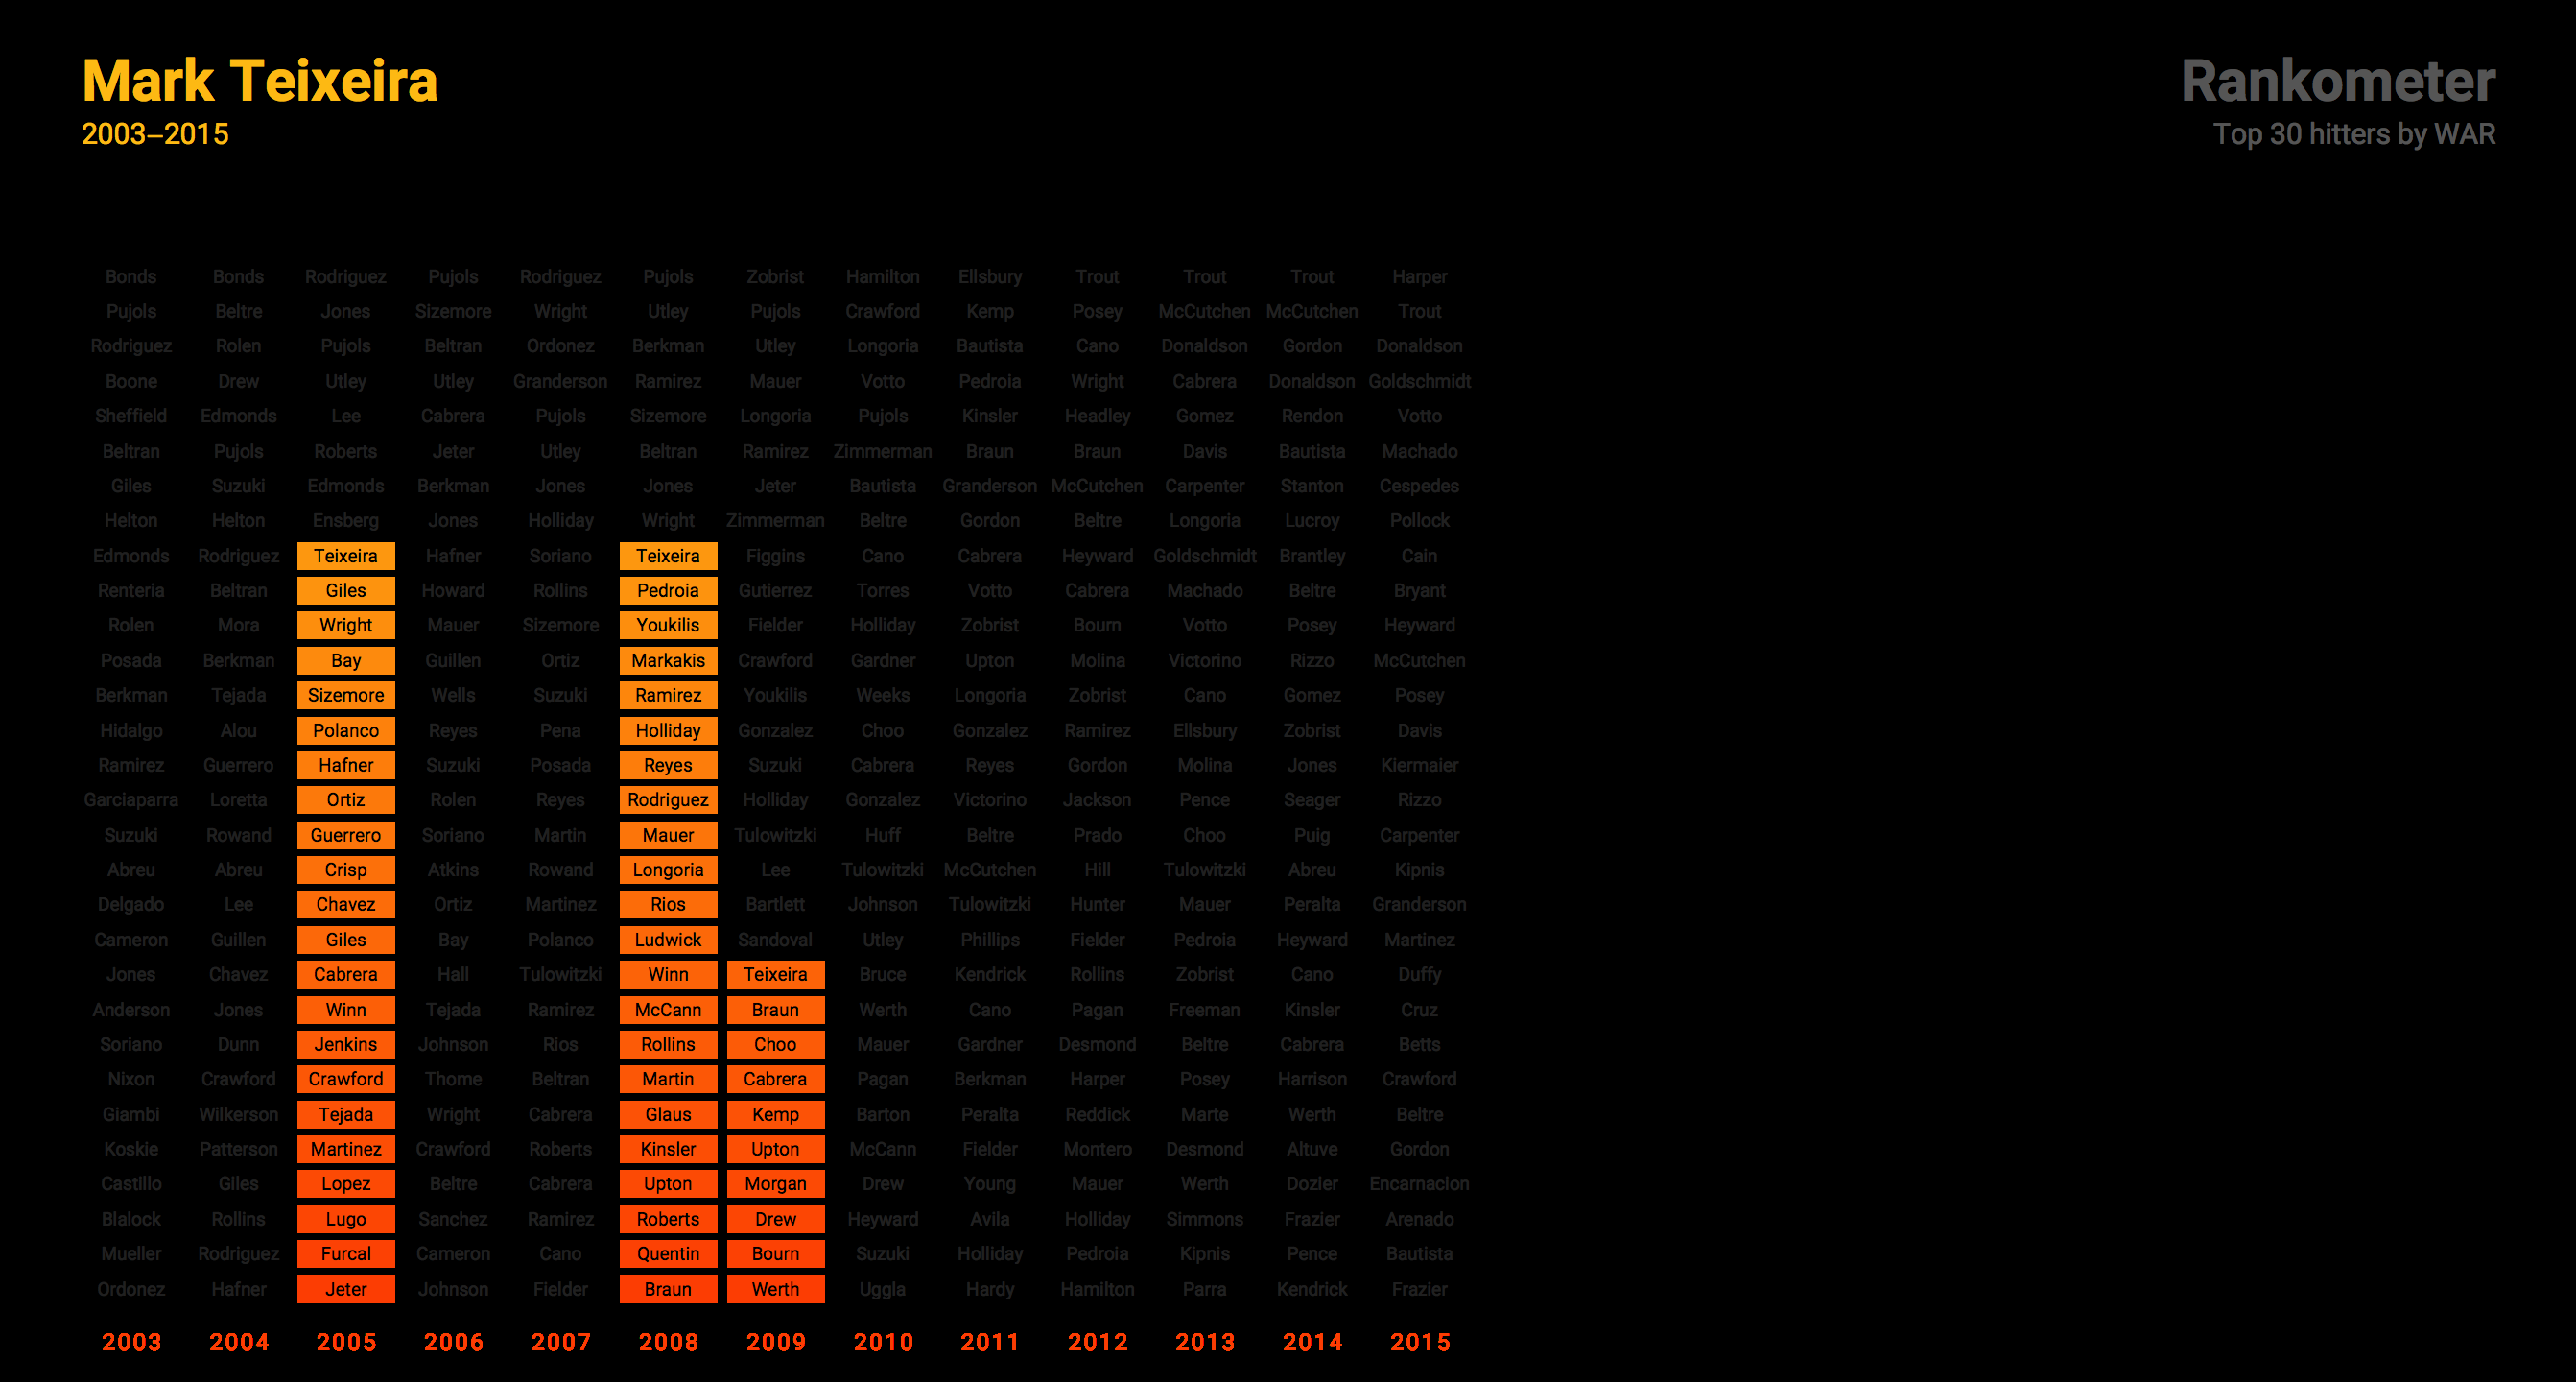 Mark Teixeira
2003–2015
Rankometer
Top 30 hitters by WAR
Bonds Bonds Rodriguez Pujols Rodriguez Pujols Zobrist Hamilton Ellsbury Trout Trout Trout Harper
Pujols Beltre Jones Sizemore Wright Utley Pujols Crawford Kemp Posey McCutchen McCutchen Trout
Rodriguez Rolen Pujols Beltran Ordonez Berkman Utley Longoria Bautista Cano Donaldson Gordon Donaldson
Boone Drew Utley Utley Granderson Ramirez Mauer Votto Pedroia Wright Cabrera Donaldson Goldschmidt
Sheffield Edmonds Lee Cabrera Pujols Sizemore Longoria Pujols Kinsler Headley Gomez Rendon Votto
Beltran Pujols Roberts Jeter Utley Beltran Ramirez Zimmerman Braun Braun Davis Bautista Machado
Giles Suzuki Edmonds Berkman Jones Jones Jeter Bautista Granderson McCutchen Carpenter Stanton Cespedes
Helton Helton Ensberg Jones Holliday Wright Zimmerman Beltre Gordon Beltre Longoria Lucroy Pollock
Edmonds Rodriguez Teixeira Hafner Soriano Teixeira Figgins Cano Cabrera Heyward Goldschmidt Brantley Cain
Renteria Beltran Giles Howard Rollins Pedroia Gutierrez Torres Votto Cabrera Machado Beltre Bryant
Rolen Mora Wright Mauer Sizemore Youkilis Fielder Holliday Zobrist Bourn Votto Posey Heyward
Posada Berkman Bay Guillen Ortiz Markakis Crawford Gardner Upton Molina Victorino Rizzo McCutchen
Berkman Tejada Sizemore Wells Suzuki Ramirez Youkilis Weeks Longoria Zobrist Cano Gomez Posey
Hidalgo Alou Polanco Reyes Pena Holliday Gonzalez Choo Gonzalez Ramirez Ellsbury Zobrist Davis
Ramirez Guerrero Hafner Suzuki Posada Reyes Suzuki Cabrera Reyes Gordon Molina Jones Kiermaier
Garciaparra Loretta Ortiz Rolen Reyes Rodriguez Holliday Gonzalez Victorino Jackson Pence Seager Rizzo
Suzuki Rowand Guerrero Soriano Martin Mauer Tulowitzki Huff Beltre Prado Choo Puig Carpenter
Abreu Abreu Crisp Atkins Rowand Longoria Lee Tulowitzki McCutchen Hill Tulowitzki Abreu Kipnis
Delgado Lee Chavez Ortiz Martinez Rios Bartlett Johnson Tulowitzki Hunter Mauer Peralta Granderson
Cameron Guillen Giles Bay Polanco Ludwick Sandoval Utley Phillips Fielder Pedroia Heyward Martinez
Jones Chavez Cabrera Hall Tulowitzki Winn Teixeira Bruce Kendrick Rollins Zobrist Cano Duffy
Anderson Jones Winn Tejada Ramirez McCann Braun Werth Cano Pagan Freeman Kinsler Cruz
Soriano Dunn Jenkins Johnson Rios Rollins Choo Mauer Gardner Desmond Beltre Cabrera Betts
Nixon Crawford Crawford Thome Beltran Martin Cabrera Pagan Berkman Harper Posey Harrison Crawford
Giambi Wilkerson Tejada Wright Cabrera Glaus Kemp Barton Peralta Reddick Marte Werth Beltre
Koskie Patterson Martinez Crawford Roberts Kinsler Upton McCann Fielder Montero Desmond Altuve Gordon
Castillo Giles Lopez Beltre Cabrera Upton Morgan Drew Young Mauer Werth Dozier Encarnacion
Blalock Rollins Lugo Sanchez Ramirez Roberts Drew Heyward Avila Holliday Simmons Frazier Arenado
Mueller Rodriguez Furcal Cameron Cano Quentin Bourn Suzuki Holliday Pedroia Kipnis Pence Bautista
Ordonez Hafner Jeter Johnson Fielder Braun Werth Uggla Hardy Hamilton Parra Kendrick Frazier
2003 2004 2005 2006 2007 2008 2009 2010 2011 2012 2013 2014 2015